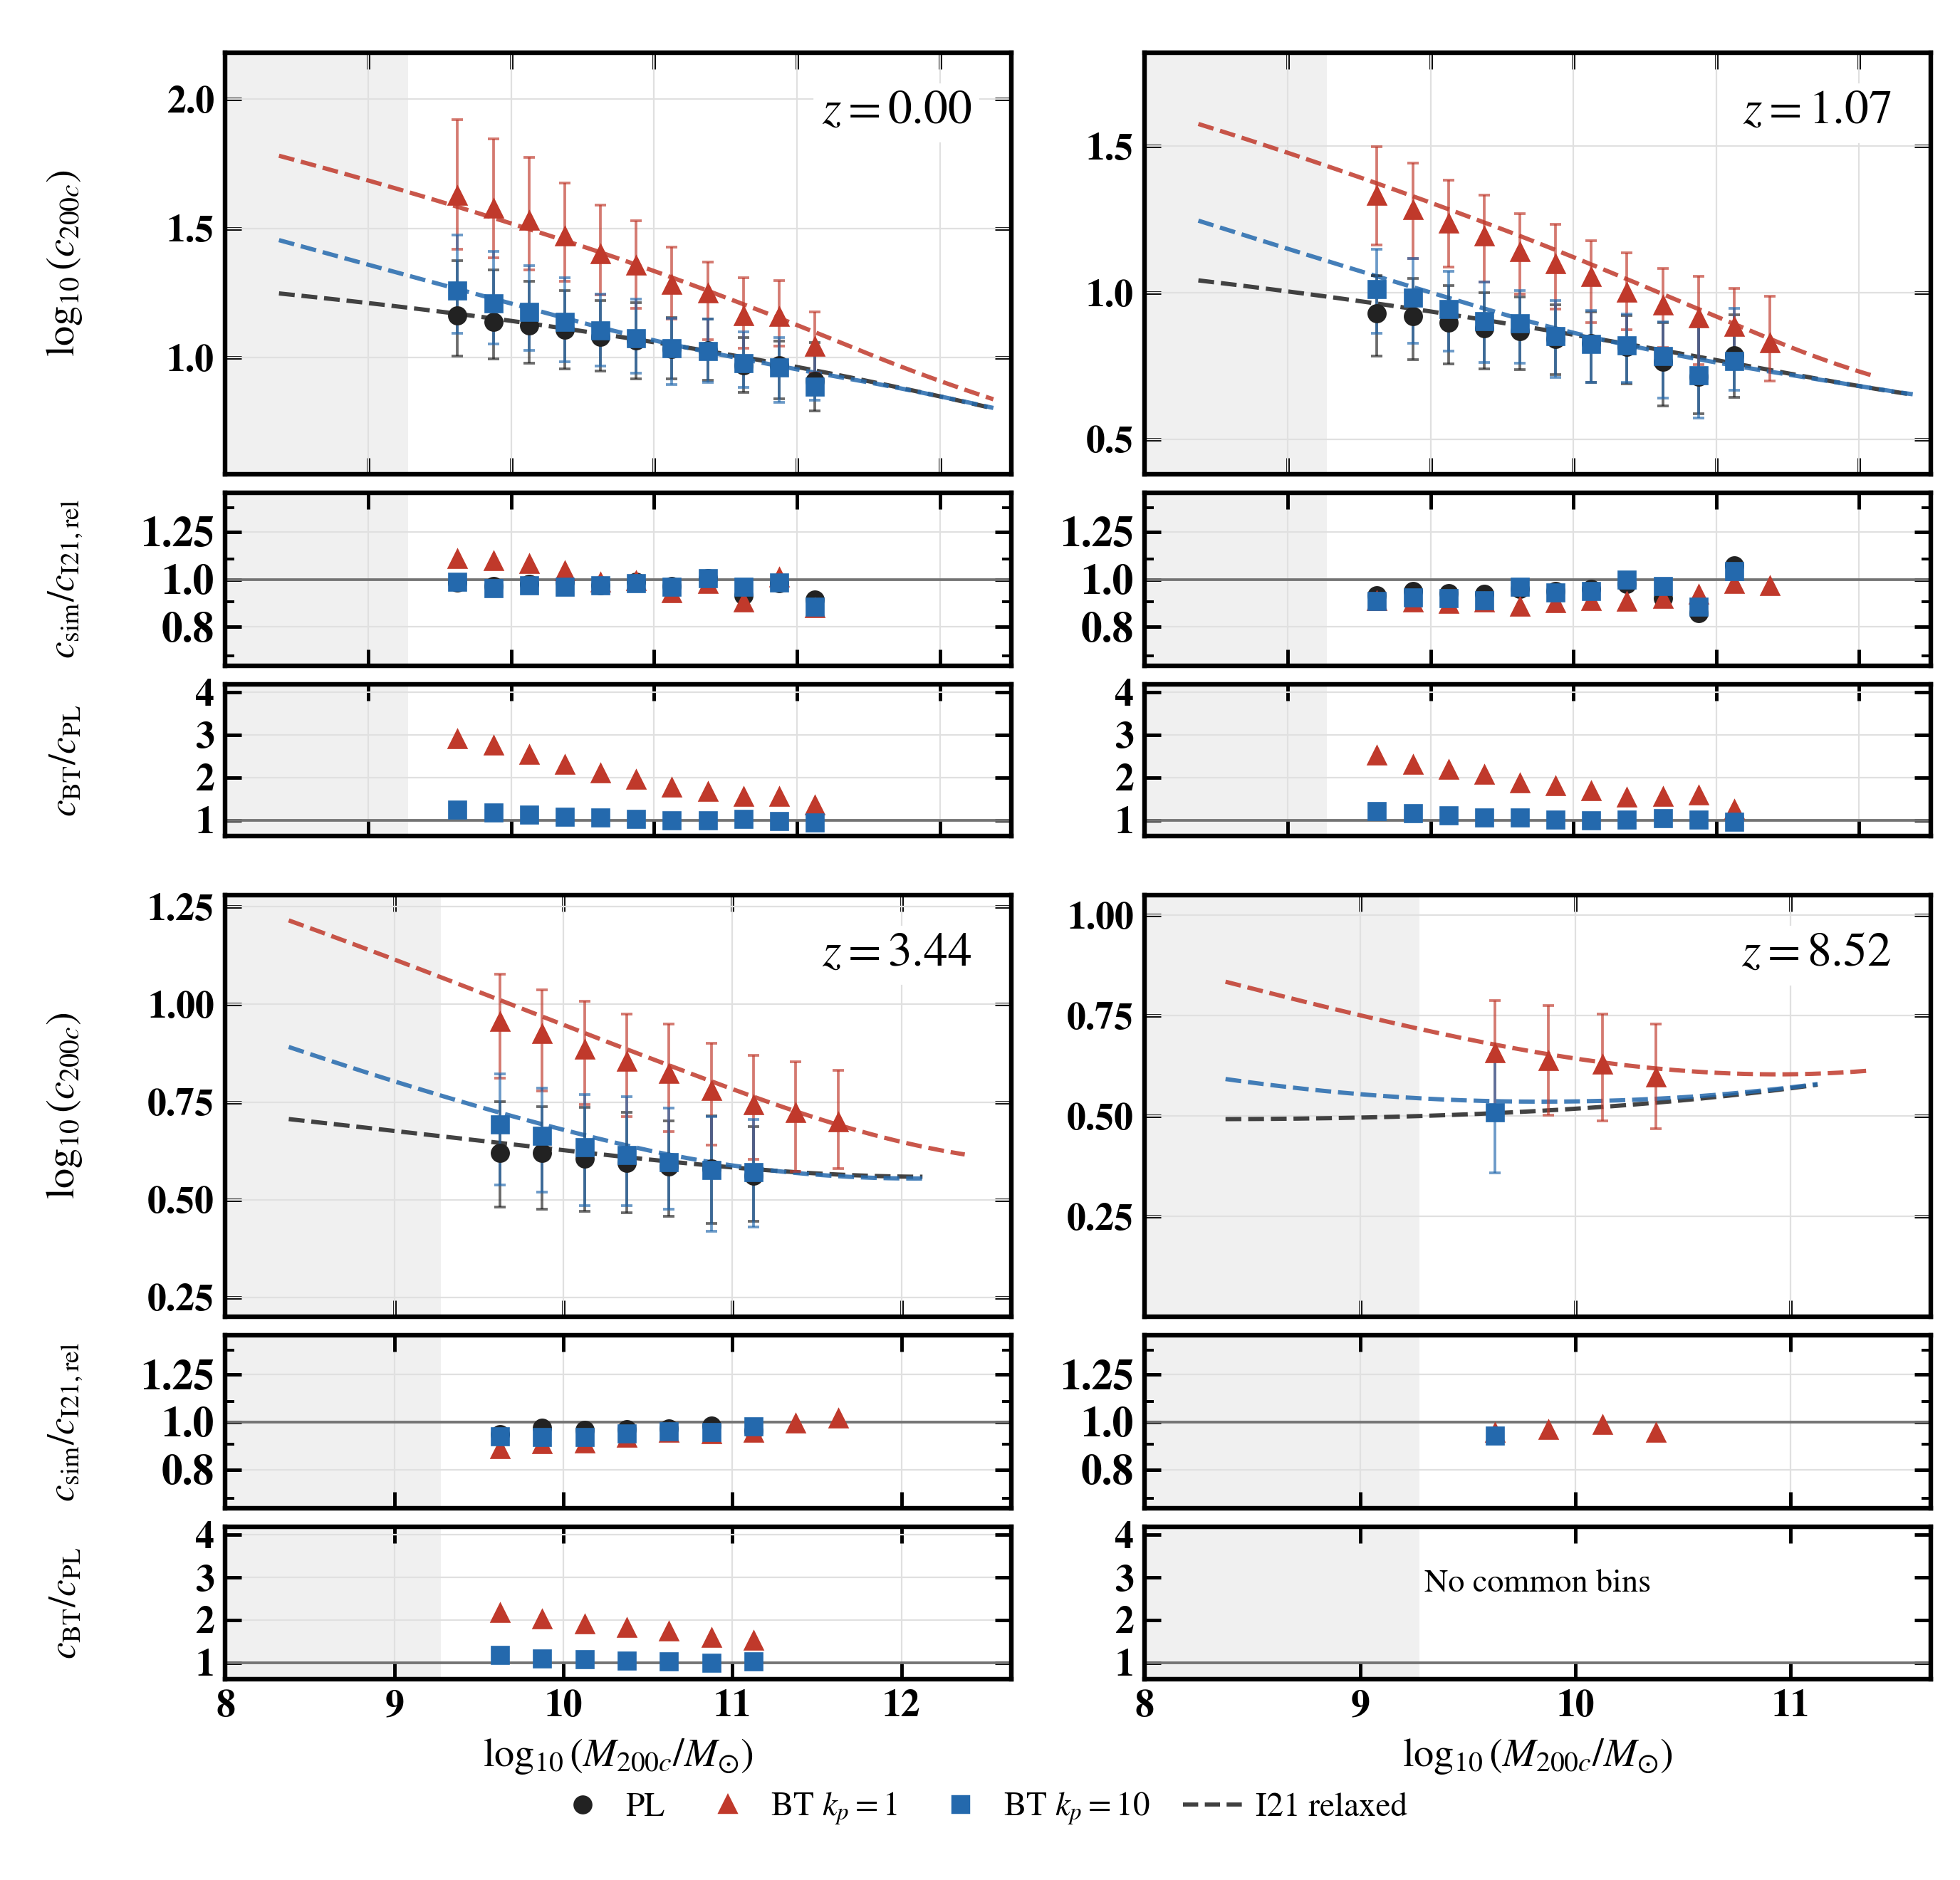 z = 0.00
2.0
1.5
1.0
log10 (c200c)
z = 1.07
1.5
1.0
0.5
1.25
1.0
0.8
csim/cI21, rel
1.25
1.0
0.8
4
3
2
1
cBT/cPL
4
3
2
1
z = 3.44
1.25
1.00
0.75
0.50
0.25
log10 (c200c)
z = 8.52
1.00
0.75
0.50
0.25
1.25
1.0
0.8
csim/cI21, rel
1.25
1.0
0.8
4
3
2
1
cBT/cPL
8 9 10 11 12
log10 (M200c/M⊙)
No common bins
4
3
2
1
8 9 10 11
log10 (M200c/M⊙)
PL BT kp = 1 BT kp = 10 I21 relaxed